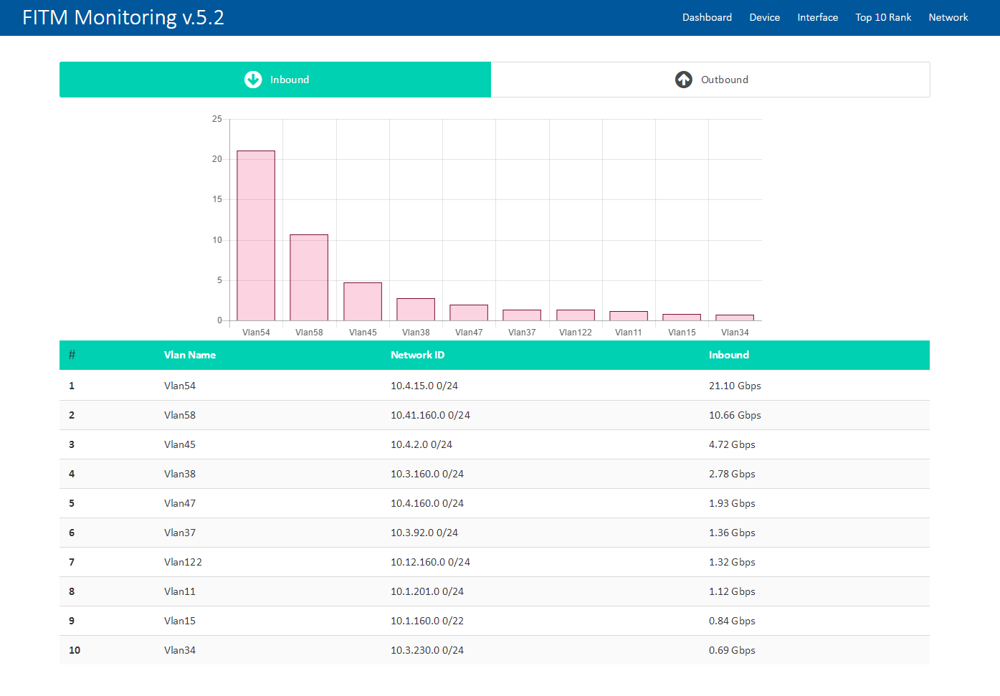 FITM Monitoring v.5.2 Dashboard Device Interface Top 10 Rank Network
Inbound Outbound
25
20
15
10
5
0
Vlan54 Vlan58 Vlan45 Vlan38 Vlan47 Vlan37 Vlan122 Vlan11 Vlan15 Vlan34
# Vlan Name Network ID Inbound
1 Vlan54 10.4.15.0 0/24 21.10 Gbps
2 Vlan58 10.41.160.0 0/24 10.66 Gbps
3 Vlan45 10.4.2.0 0/24 4.72 Gbps
4 Vlan38 10.3.160.0 0/24 2.78 Gbps
5 Vlan47 10.4.160.0 0/24 1.93 Gbps
6 Vlan37 10.3.92.0 0/24 1.36 Gbps
7 Vlan122 10.12.160.0 0/24 1.32 Gbps
8 Vlan11 10.1.201.0 0/24 1.12 Gbps
9 Vlan15 10.1.160.0 0/22 0.84 Gbps
10 Vlan34 10.3.230.0 0/24 0.69 Gbps